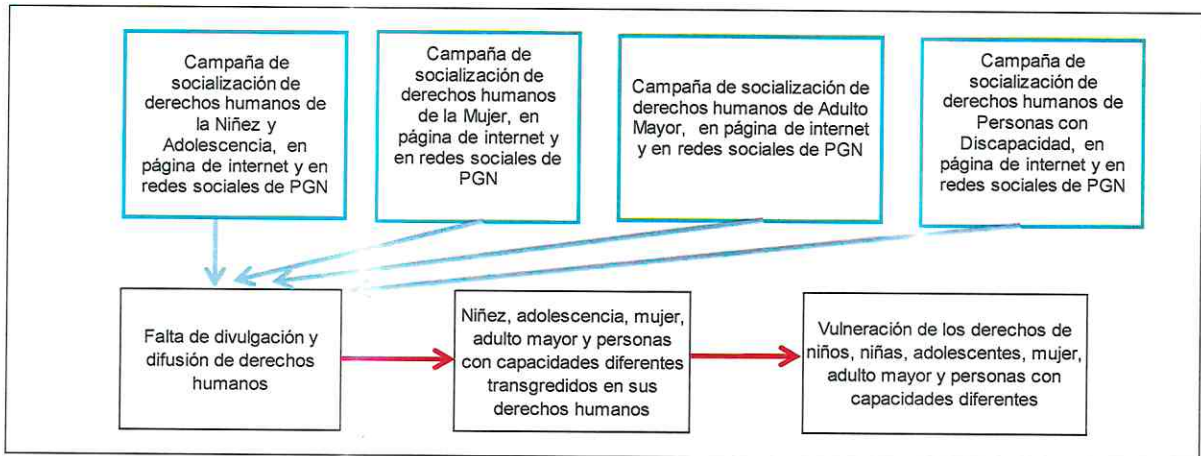 Campaña de
socialización de
derechos humanos de
la Niñez y
Adolescencia, en
página de internet y en
redes sociales de PGN
Campaña de
socialización de
derechos humanos
de la Mujer, en
página de internet y
en redes sociales de
PGN
Campaña de socialización de
derechos humanos de Adulto
Mayor, en página de internet
y en redes sociales de PGN
Campaña de
socialización de
derechos humanos de
Personas con
Discapacidad, en
página de internet y en
redes sociales de PGN
Falta de divulgación y
difusión de derechos
humanos
Niñez, adolescencia, mujer,
adulto mayor y personas
con capacidades diferentes
transgredidos en sus
derechos humanos
Vulneración de los derechos de
niños, niñas, adolescentes, mujer,
adulto mayor y personas con
capacidades diferentes